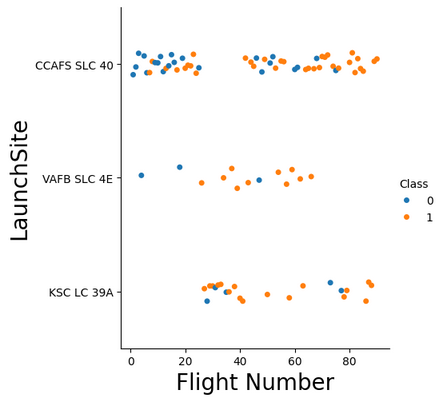 CCAFS SLC 40
VAFB SLC 4E
KSC LC 39A
LaunchSite
0 20 40 60 80
Flight Number
Class
0
1